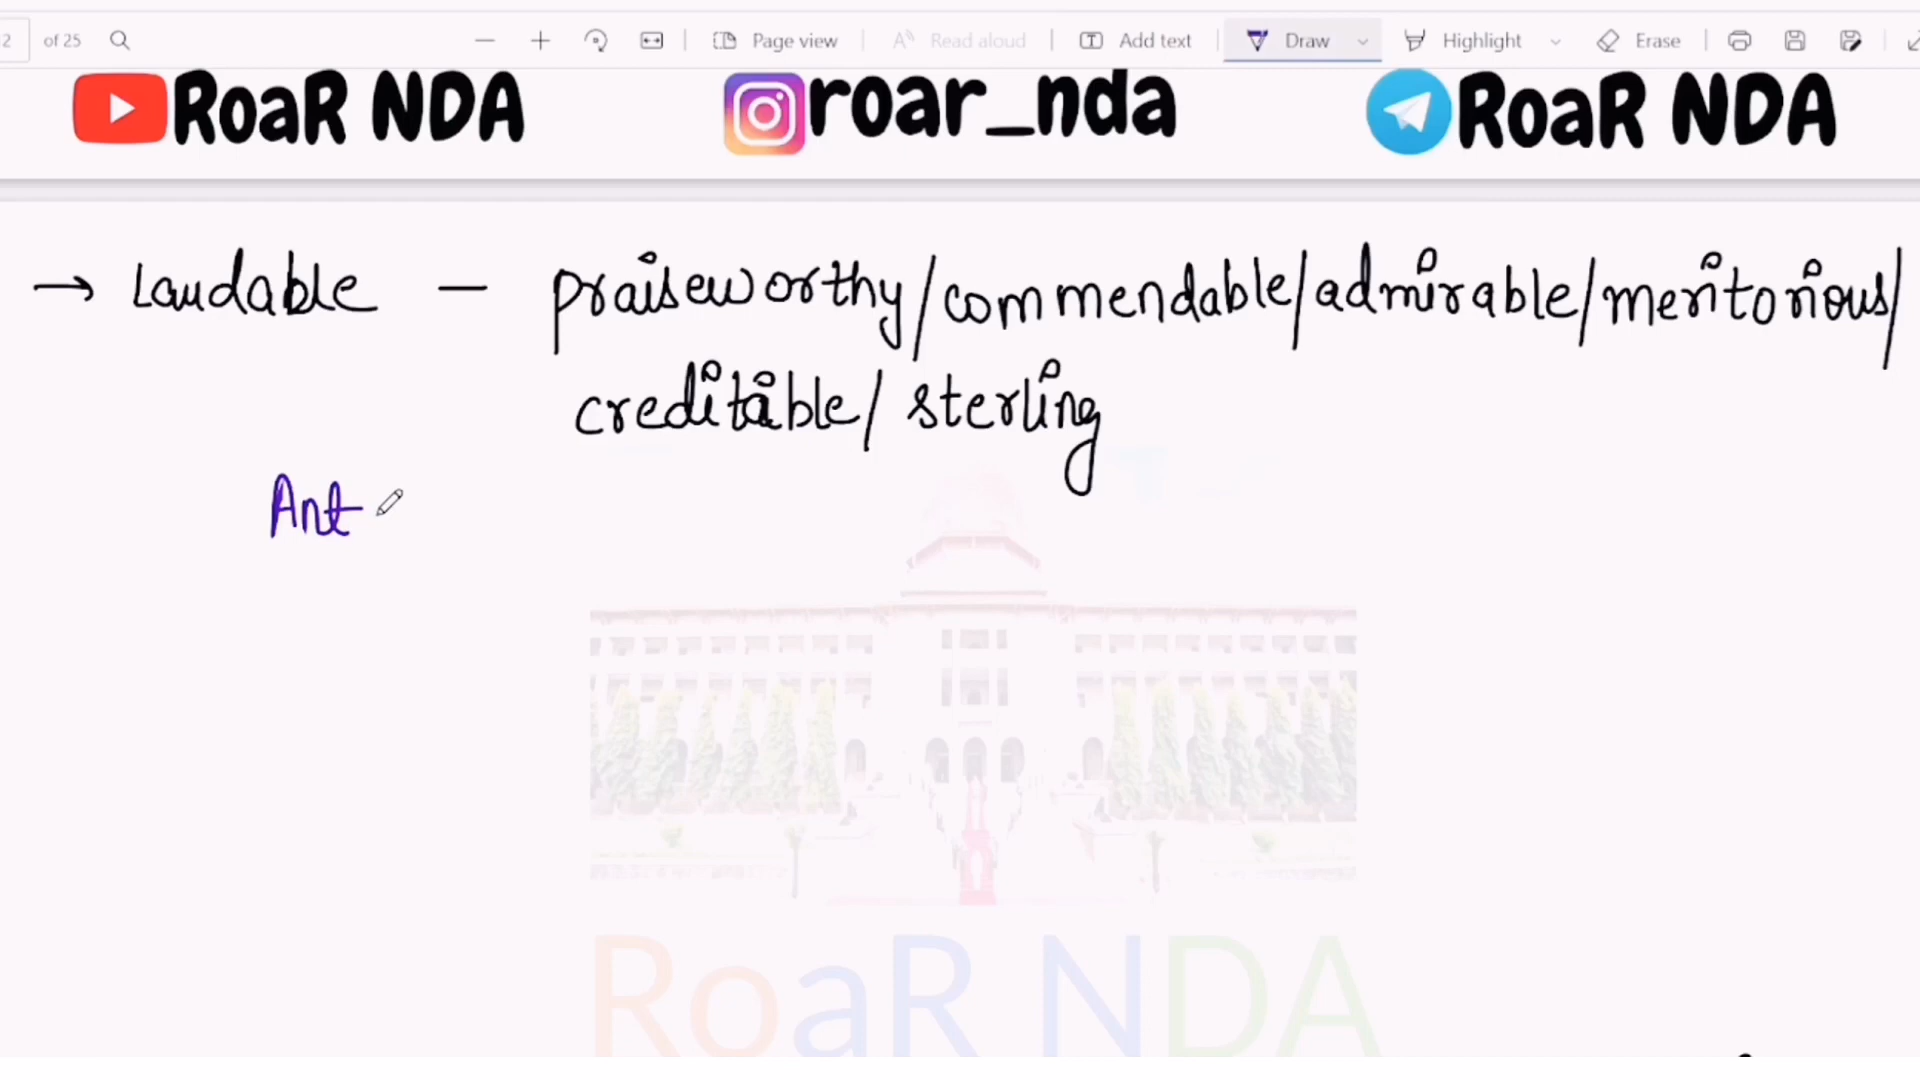 2 of 25 Page view Read aloud Add text Draw Highlight Erase
RoaR NDA roar_nda RoaR NDA
→ Laudable — praiseworthy/commendable/admirable/meritorious/
creditable/ sterling
Ant
RoaR NDA